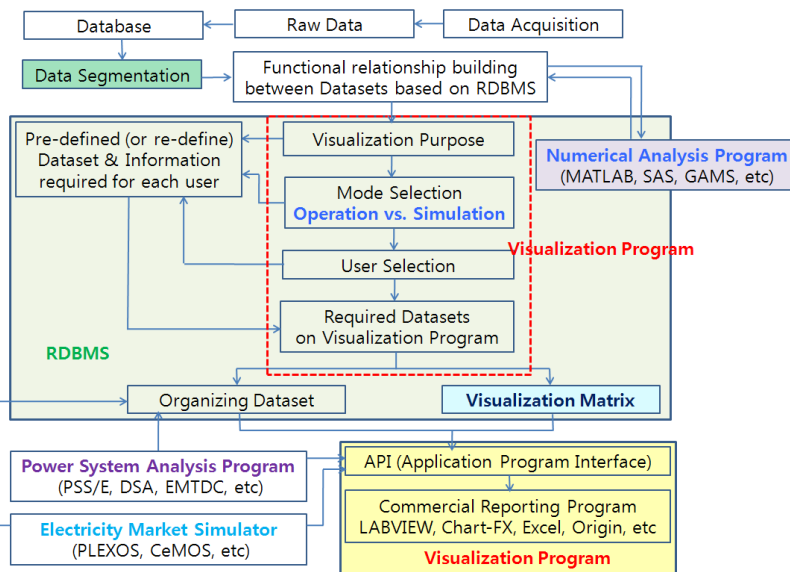 Database
Raw Data
Data Acquisition
Data Segmentation
Functional relationship building
between Datasets based on RDBMS
Pre-defined (or re-define)
Dataset & Information
required for each user
Visualization Purpose
Mode Selection
Operation vs. Simulation
User Selection
Required Datasets
on Visualization Program
Numerical Analysis Program
(MATLAB, SAS, GAMS, etc)
Visualization Program
RDBMS
Organizing Dataset
Visualization Matrix
Power System Analysis Program
(PSS/E, DSA, EMTDC, etc)
Electricity Market Simulator
(PLEXOS, CeMOS, etc)
API (Application Program Interface)
Commercial Reporting Program
LABVIEW, Chart-FX, Excel, Origin, etc
Visualization Program